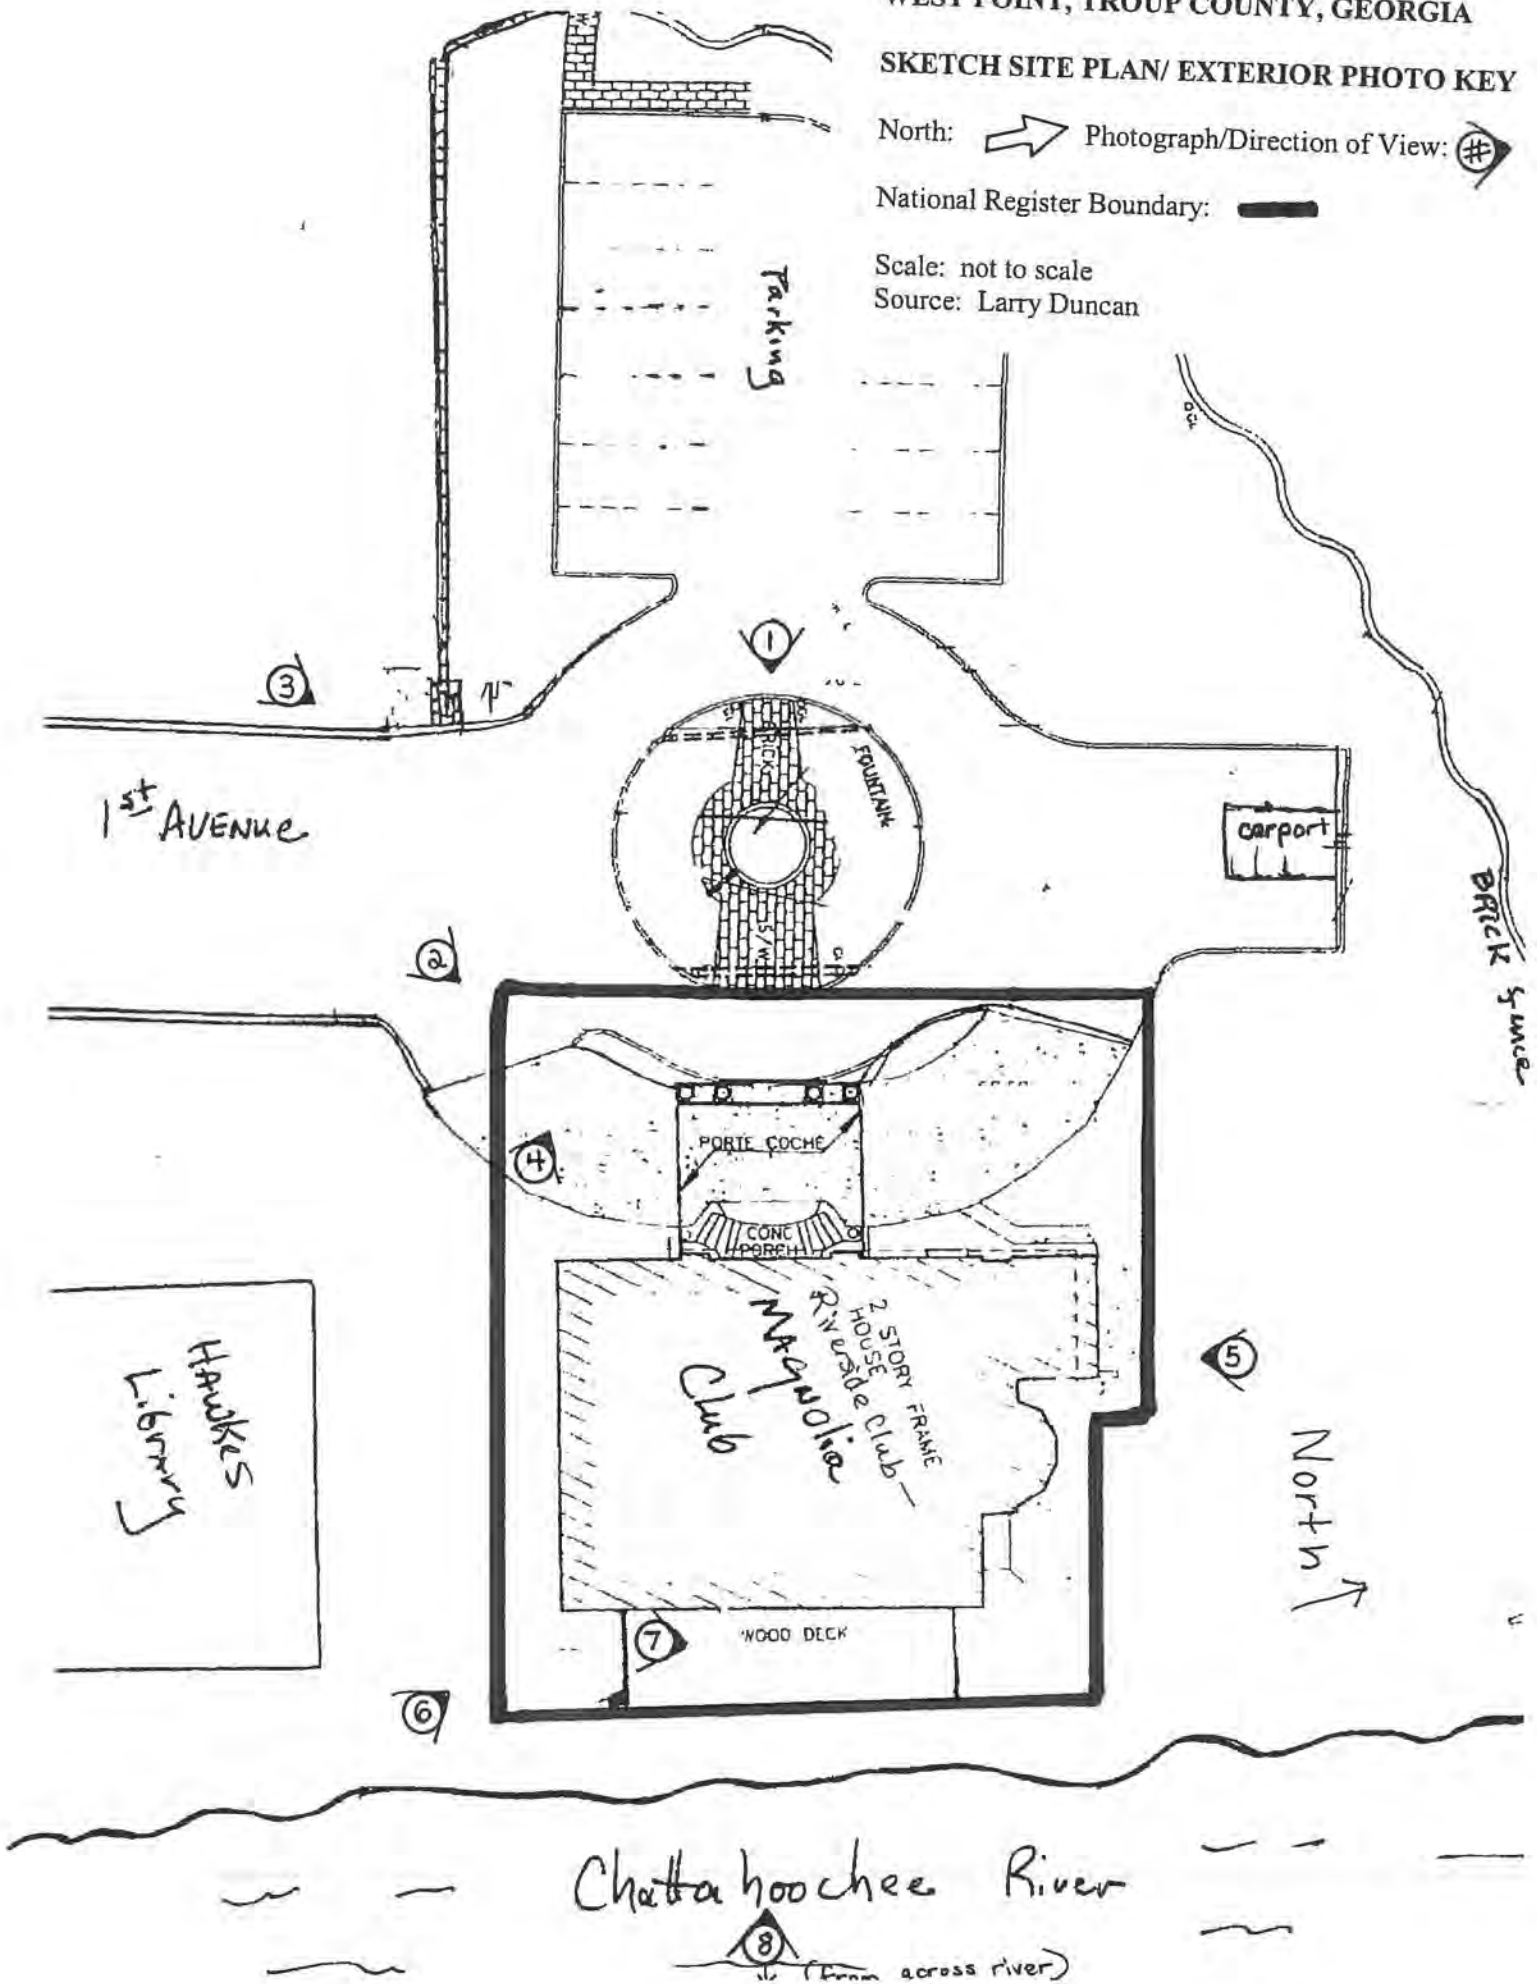 WEST POINT, TROUP COUNTY, GEORGIA
SKETCH SITE PLAN/ EXTERIOR PHOTO KEY
North: Photograph/Direction of View: #
National Register Boundary:
Scale: not to scale
Source: Larry Duncan
Parking
1
3
1st AVENUE
BRICK
FOUNTAIN
S/W
carport
BRICK
2
PORTE COCHE
4
CONC
PORCH
2 STORY FRAME
HOUSE
Riverside Club—
MAGNOLIA
Club
5
HAWKES
Library
North
7
WOOD DECK
6
Chattahoochee River
8
(from across river)